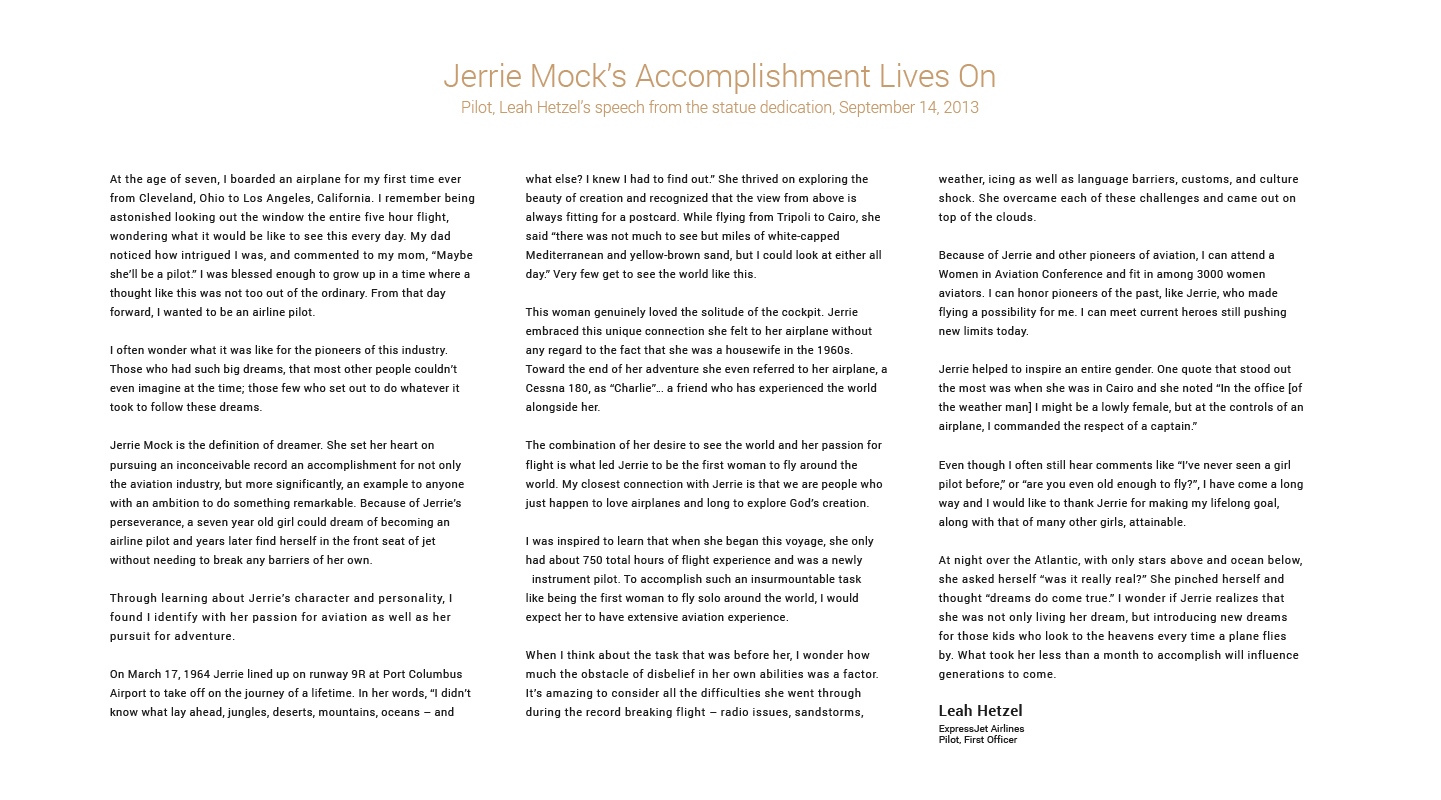 Jerrie Mock's Accomplishment Lives On
Pilot, Leah Hetzel's speech from the statue dedication, September 14, 2013
At the age of seven, I boarded an airplane for my first time ever
from Cleveland, Ohio to Los Angeles, California. I remember being
astonished looking out the window the entire five hour flight,
wondering what it would be like to see this every day. My dad
noticed how intrigued I was, and commented to my mom, “Maybe
she’ll be a pilot.” I was blessed enough to grow up in a time where a
thought like this was not too out of the ordinary. From that day
forward, I wanted to be an airline pilot.
I often wonder what it was like for the pioneers of this industry.
Those who had such big dreams, that most other people couldn’t
even imagine at the time; those few who set out to do whatever it
took to follow these dreams.
Jerrie Mock is the definition of dreamer. She set her heart on
pursuing an inconceivable record an accomplishment for not only
the aviation industry, but more significantly, an example to anyone
with an ambition to do something remarkable. Because of Jerrie’s
perseverance, a seven year old girl could dream of becoming an
airline pilot and years later find herself in the front seat of jet
without needing to break any barriers of her own.
Through learning about Jerrie’s character and personality, I
found I identify with her passion for aviation as well as her
pursuit for adventure.
On March 17, 1964 Jerrie lined up on runway 9R at Port Columbus
Airport to take off on the journey of a lifetime. In her words, “I didn’t
know what lay ahead, jungles, deserts, mountains, oceans – and
what else? I knew I had to find out.” She thrived on exploring the
beauty of creation and recognized that the view from above is
always fitting for a postcard. While flying from Tripoli to Cairo, she
said “there was not much to see but miles of white-capped
Mediterranean and yellow-brown sand, but I could look at either all
day.” Very few get to see the world like this.
This woman genuinely loved the solitude of the cockpit. Jerrie
embraced this unique connection she felt to her airplane without
any regard to the fact that she was a housewife in the 1960s.
Toward the end of her adventure she even referred to her airplane, a
Cessna 180, as “Charlie”... a friend who has experienced the world
alongside her.
The combination of her desire to see the world and her passion for
flight is what led Jerrie to be the first woman to fly around the
world. My closest connection with Jerrie is that we are people who
just happen to love airplanes and long to explore God’s creation.
I was inspired to learn that when she began this voyage, she only
had about 750 total hours of flight experience and was a newly
instrument pilot. To accomplish such an insurmountable task
like being the first woman to fly solo around the world, I would
expect her to have extensive aviation experience.
When I think about the task that was before her, I wonder how
much the obstacle of disbelief in her own abilities was a factor.
It’s amazing to consider all the difficulties she went through
during the record breaking flight – radio issues, sandstorms,
weather, icing as well as language barriers, customs, and culture
shock. She overcame each of these challenges and came out on
top of the clouds.
Because of Jerrie and other pioneers of aviation, I can attend a
Women in Aviation Conference and fit in among 3000 women
aviators. I can honor pioneers of the past, like Jerrie, who made
flying a possibility for me. I can meet current heroes still pushing
new limits today.
Jerrie helped to inspire an entire gender. One quote that stood out
the most was when she was in Cairo and she noted “In the office [of
the weather man] I might be a lowly female, but at the controls of an
airplane, I commanded the respect of a captain.”
Even though I often still hear comments like “I’ve never seen a girl
pilot before,” or “are you even old enough to fly?”, I have come a long
way and I would like to thank Jerrie for making my lifelong goal,
along with that of many other girls, attainable.
At night over the Atlantic, with only stars above and ocean below,
she asked herself “was it really real?” She pinched herself and
thought “dreams do come true.” I wonder if Jerrie realizes that
she was not only living her dream, but introducing new dreams
for those kids who look to the heavens every time a plane flies
by. What took her less than a month to accomplish will influence
generations to come.
Leah Hetzel
ExpressJet Airlines
Pilot, First Officer